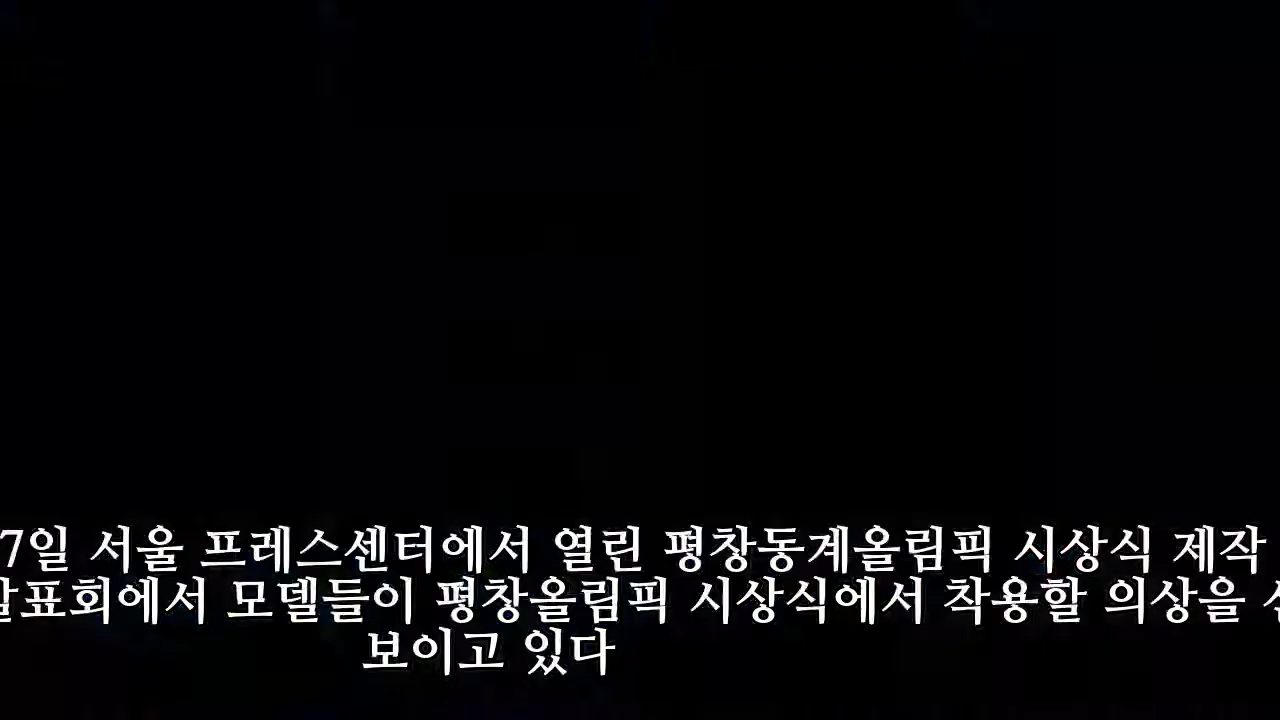 7일 서울 프레스센터에서 열린 평창동계올림픽 시상식 제작
발표회에서 모델들이 평창올림픽 시상식에서 착용할 의상을
보이고 있다